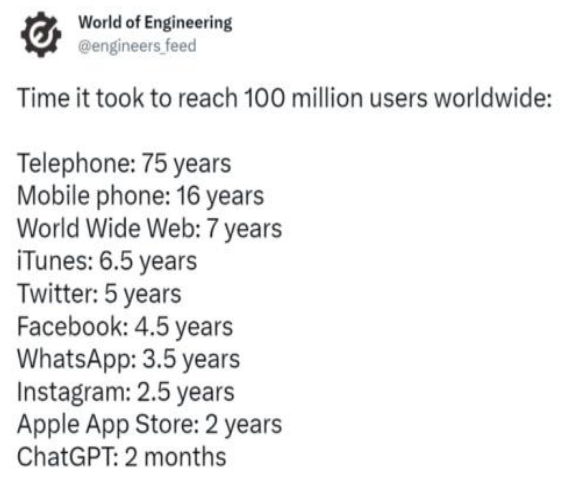 World of Engineering
@engineers_feed
Time it took to reach 100 million users worldwide:
Telephone: 75 years
Mobile phone: 16 years
World Wide Web: 7 years
iTunes: 6.5 years
Twitter: 5 years
Facebook: 4.5 years
WhatsApp: 3.5 years
Instagram: 2.5 years
Apple App Store: 2 years
ChatGPT: 2 months